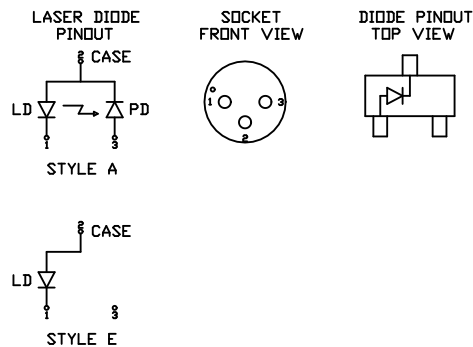 LASER DIODE
PINOUT
SOCKET
FRONT VIEW
DIODE PINOUT
TOP VIEW
2 CASE
LD
PD
1
3
STYLE A
1
3
2
2 CASE
LD
1
3
STYLE E